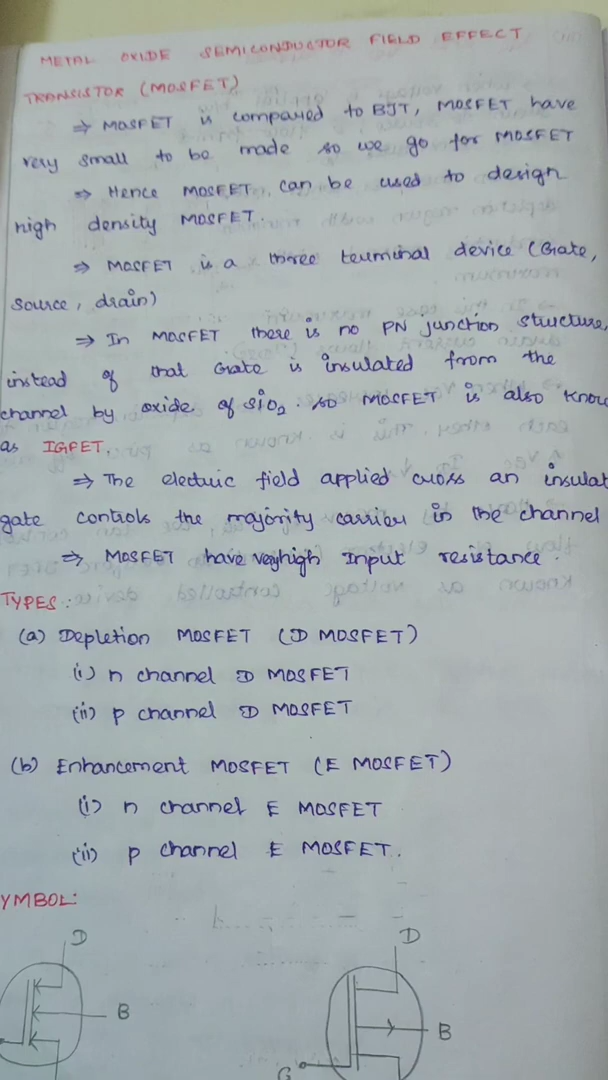 METAL OXIDE SEMICONDUCTOR FIELD EFFECT
TRANSISTOR (MOSFET)
⇒ MOSFET is compared to BJT, MOSFET have
very small to be made so we go for MOSFET
⇒ Hence MOSFET can be used to design
high density MOSFET.
⇒ MOSFET is a three terminal device (Gate,
source, drain)
⇒ In MOSFET there is no PN junction structure,
instead of that Gate is insulated from the
channel by oxide of SiO₂. so MOSFET is also know
as IGFET.
⇒ The electric field applied cross an insulat
gate controls the majority carrier in the channel
⇒ MOSFET have very high Input resistance.
TYPES:
(a) Depletion MOSFET (D MOSFET)
(i) n channel D MOSFET
(ii) p channel D MOSFET
(b) Enhancement MOSFET (E MOSFET)
(i) n channel E MOSFET
(ii) p channel E MOSFET.
YMBOL:
D D
B B
G